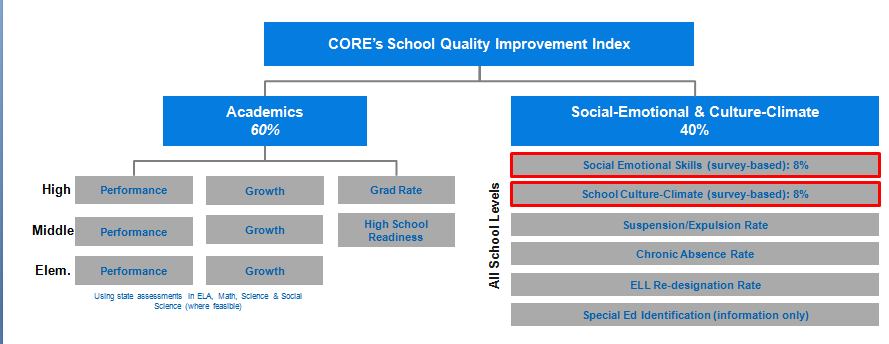 CORE's School Quality Improvement Index
Academics
60%
Social-Emotional & Culture-Climate
40%
High
Performance
Growth
Grad Rate
Middle
Performance
Growth
High School
Readiness
Elem.
Performance
Growth
Using state assessments in ELA, Math, Science & Social
Science (where feasible)
All School Levels
Social Emotional Skills (survey-based): 8%
School Culture-Climate (survey-based): 8%
Suspension/Expulsion Rate
Chronic Absence Rate
ELL Re-designation Rate
Special Ed Identification (information only)